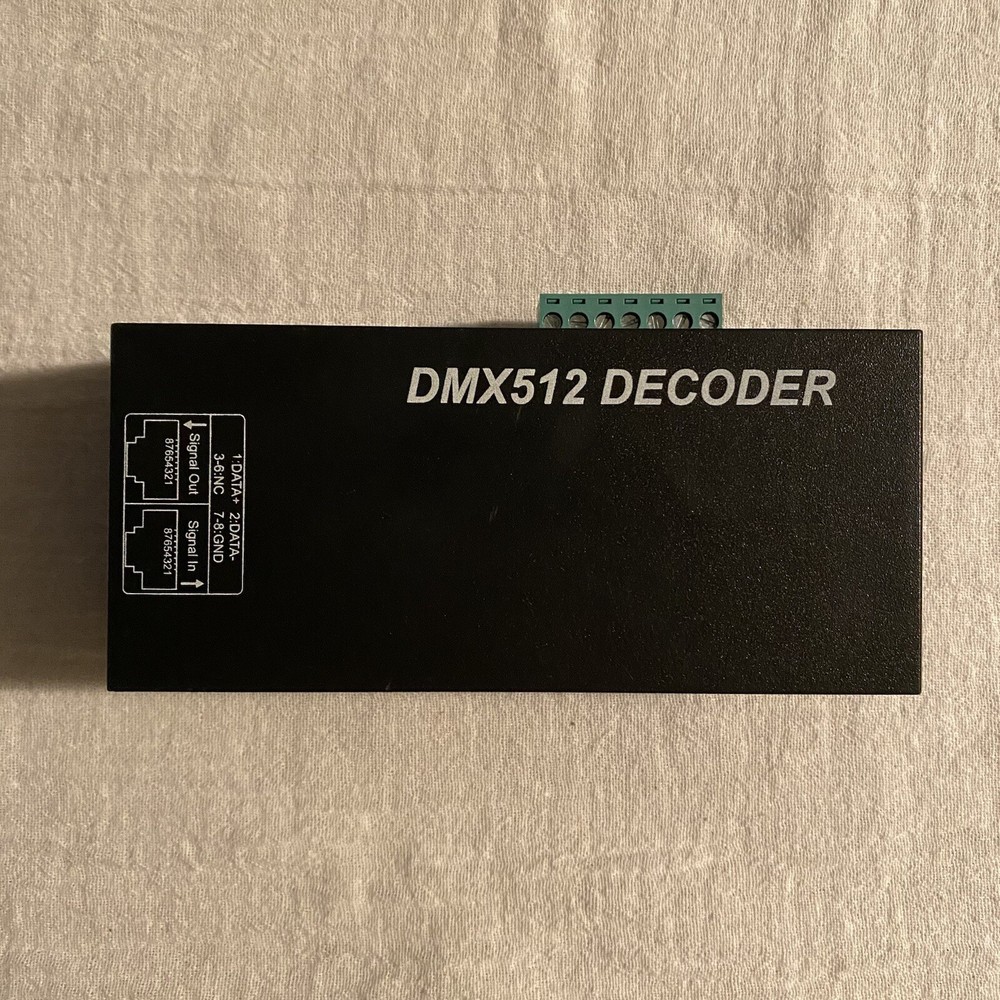 DMX512 DECODER
1:DATA+ 2:DATA-
3-6:NC 7-8:GND
Signal Out
87654321
Signal In
87654321